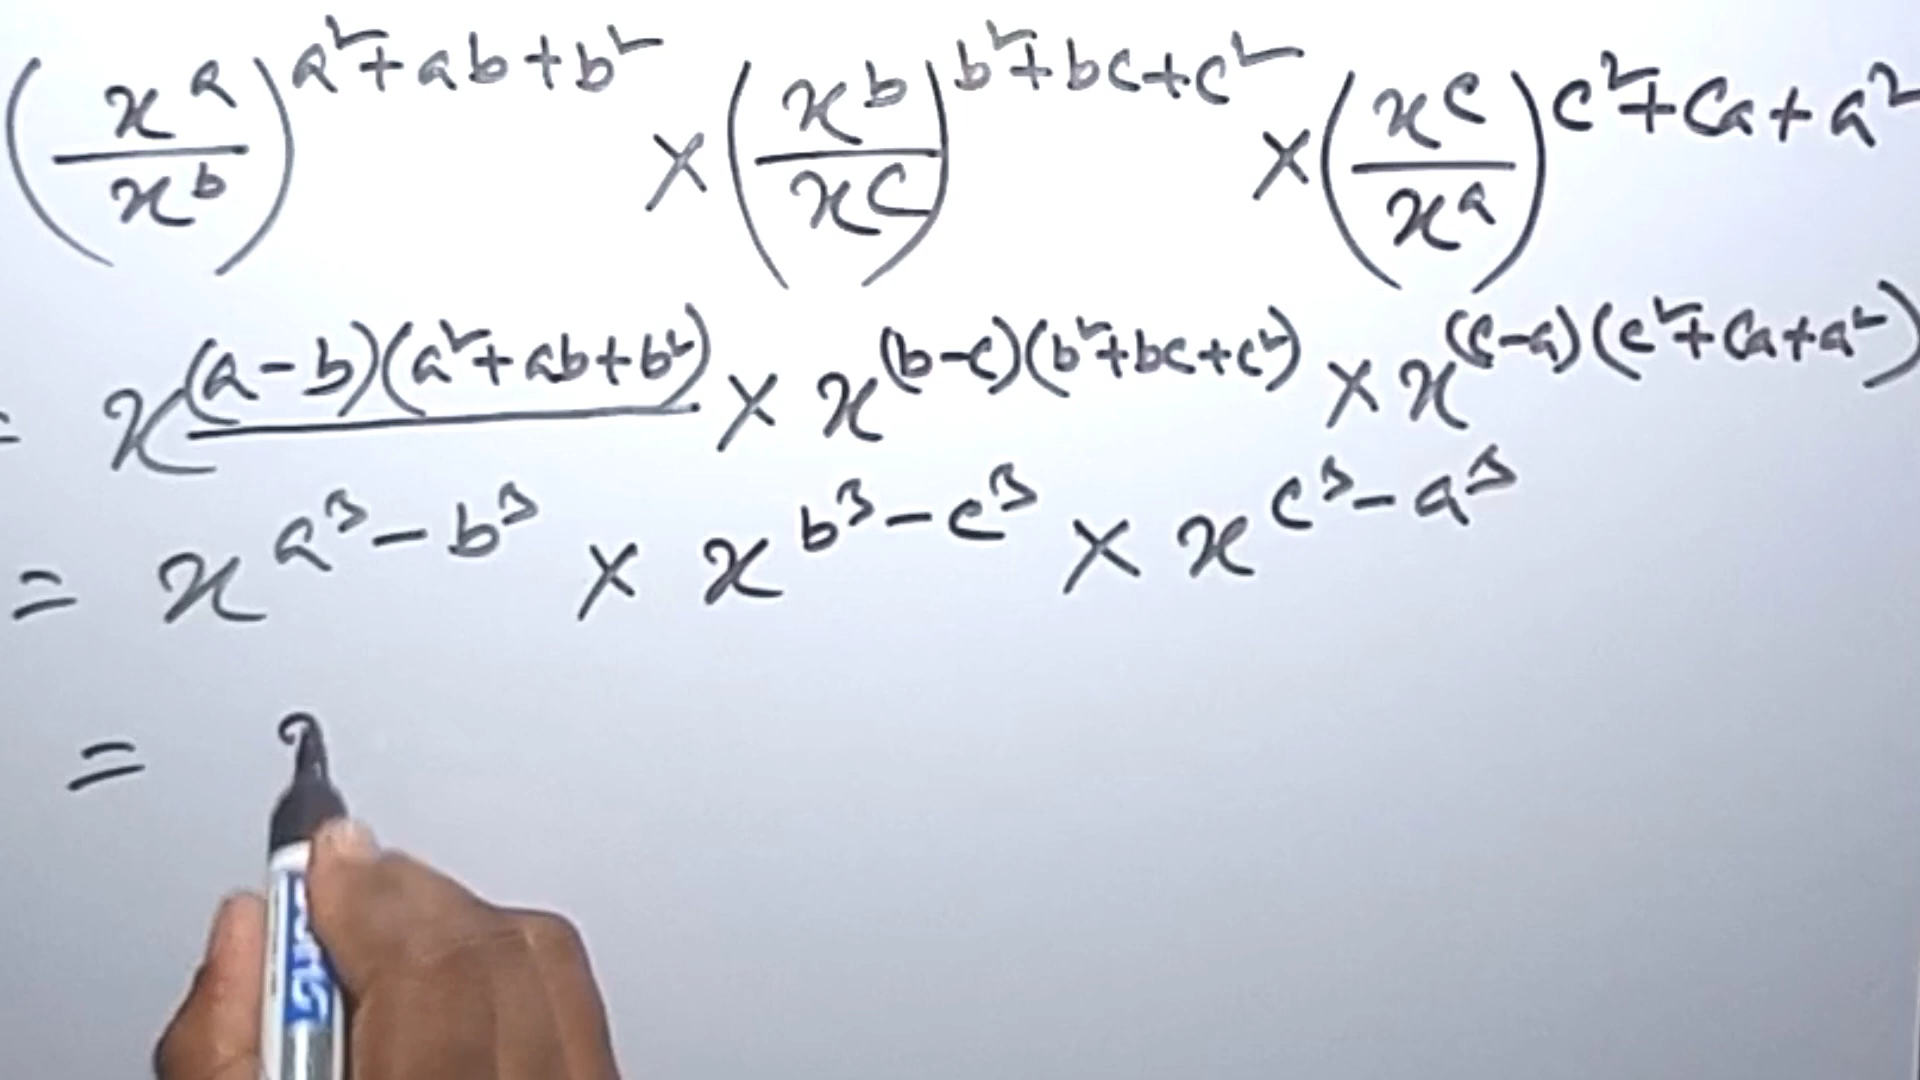 (x^a/x^b)^(a²+ab+b²) × (x^b/x^c)^(b²+bc+c²) × (x^c/x^a)^(c²+ca+a²)
= x^((a-b)(a²+ab+b²)) × x^((b-c)(b²+bc+c²)) × x^((c-a)(c²+ca+a²))
= x^(a³-b³) × x^(b³-c³) × x^(c³-a³)
=